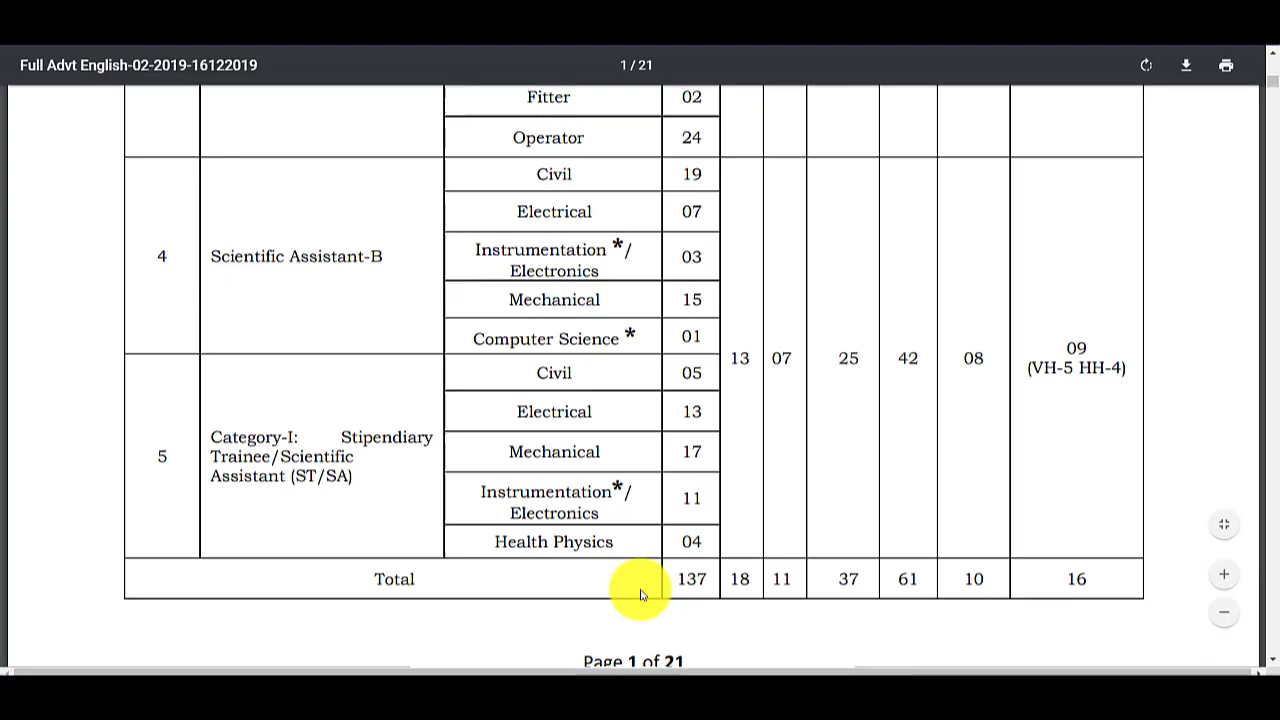 Full Advt English-02-2019-16122019 1 / 21
Fitter 02
Operator 24
4 Scientific Assistant-B
Civil 19
Electrical 07
Instrumentation */
Electronics 03
Mechanical 15
Computer Science * 01
5 Category-I: Stipendiary
Trainee/Scientific
Assistant (ST/SA)
Civil 05
Electrical 13
Mechanical 17
Instrumentation*/
Electronics 11
Health Physics 04
13 07 25 42 08 09
(VH-5 HH-4)
Total 137 18 11 37 61 10 16
Page 1 of 21